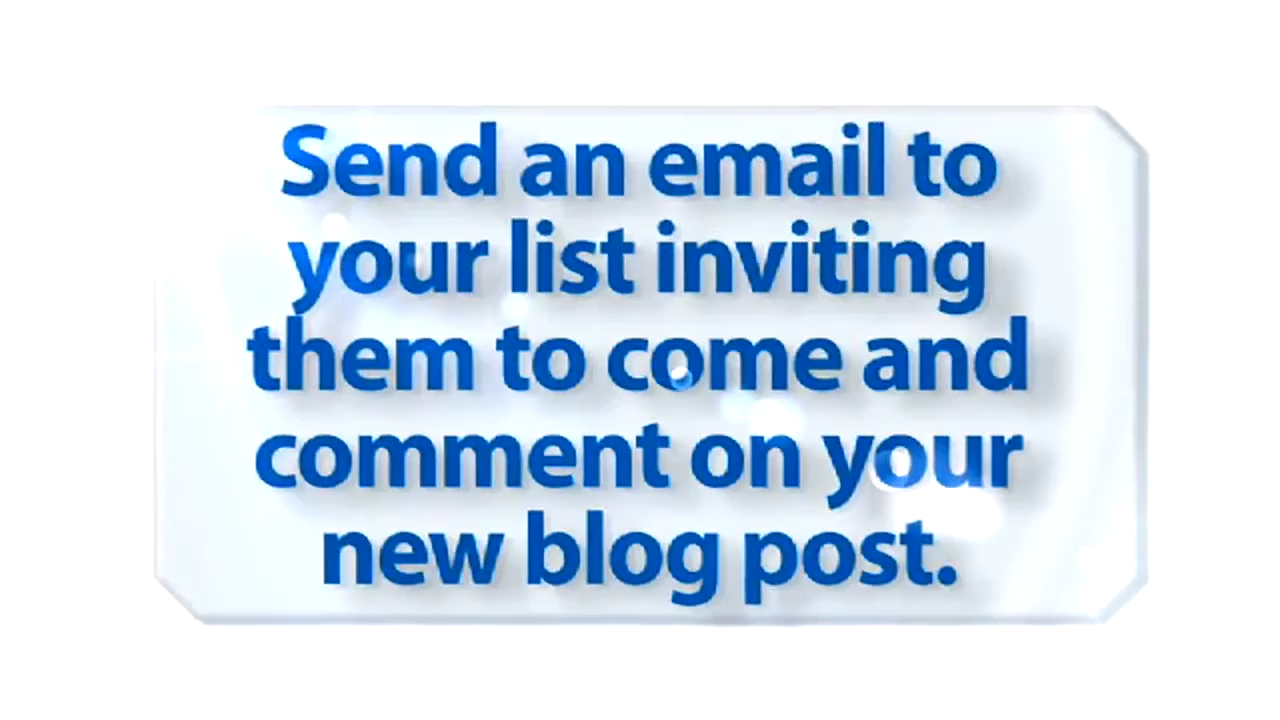 Send an email to
your list inviting
them to come and
comment on your
new blog post.